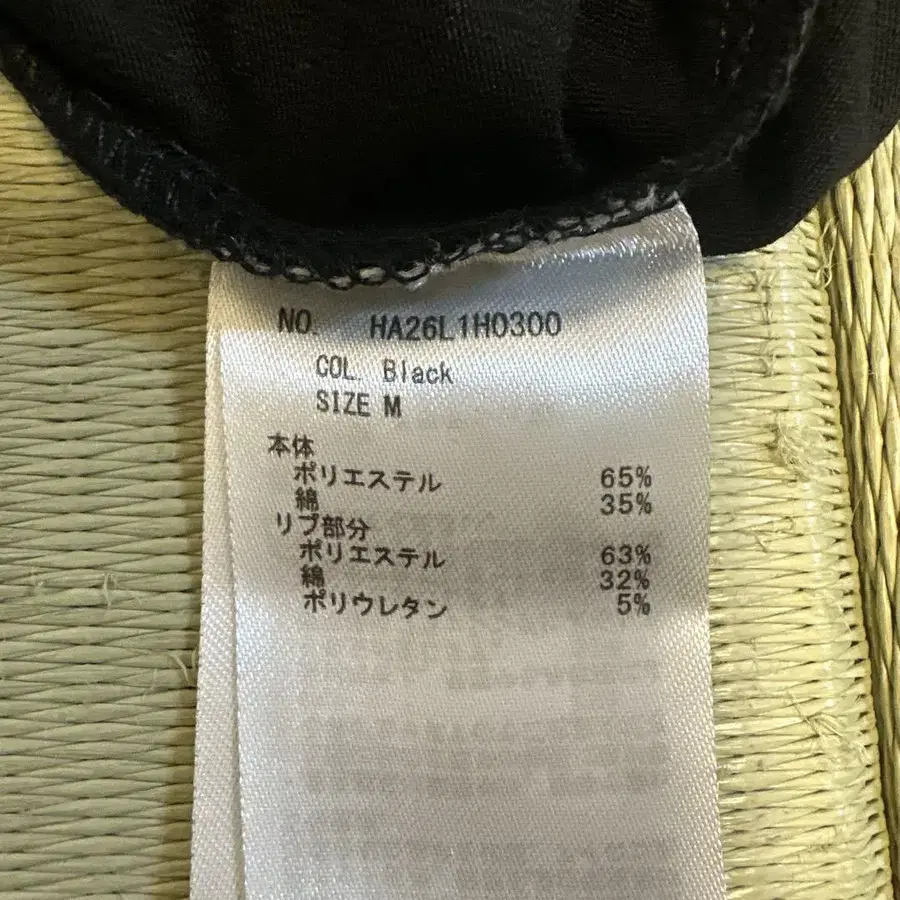 NO. HA26L1H0300
COL. Black
SIZE M
本体
ポリエステル 65%
綿 35%
リブ部分
ポリエステル 63%
綿 32%
ポリウレタン 5%